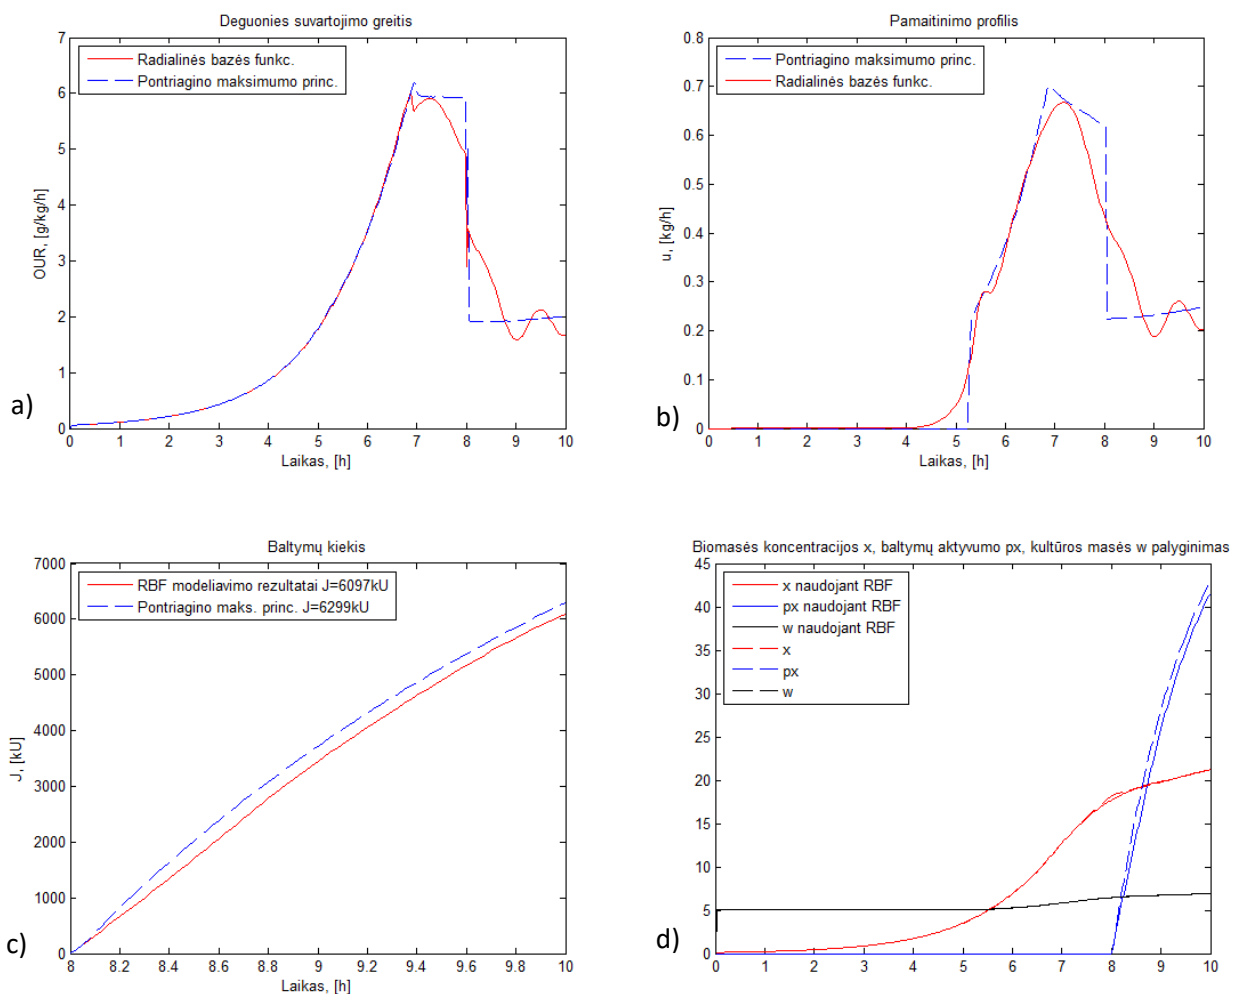 Deguonies suvartojimo greitis
7
6
5
4
3
2
1
0
OUR, [g/kg/h]
Radialinės bazės funkc.
Pontriagino maksimumo princ.
0 1 2 3 4 5 6 7 8 9 10
Laikas, [h]
a)
Pamaitinimo profilis
0.8
0.7
0.6
0.5
0.4
0.3
0.2
0.1
0
u, [kg/h]
Pontriagino maksimumo princ.
Radialinės bazės funkc.
0 1 2 3 4 5 6 7 8 9 10
Laikas, [h]
b)
Baltymų kiekis
7000
6000
5000
4000
3000
2000
1000
0
J, [kU]
RBF modeliavimo rezultatai J=6097kU
Pontriagino maks. princ. J=6299kU
8 8.2 8.4 8.6 8.8 9 9.2 9.4 9.6 9.8 10
Laikas, [h]
c)
Biomasės koncentracijos x, baltymų aktyvumo px, kultūros masės w palyginimas
45
40
35
30
25
20
15
10
5
0
x naudojant RBF
px naudojant RBF
w naudojant RBF
x
px
w
0 1 2 3 4 5 6 7 8 9 10
d)